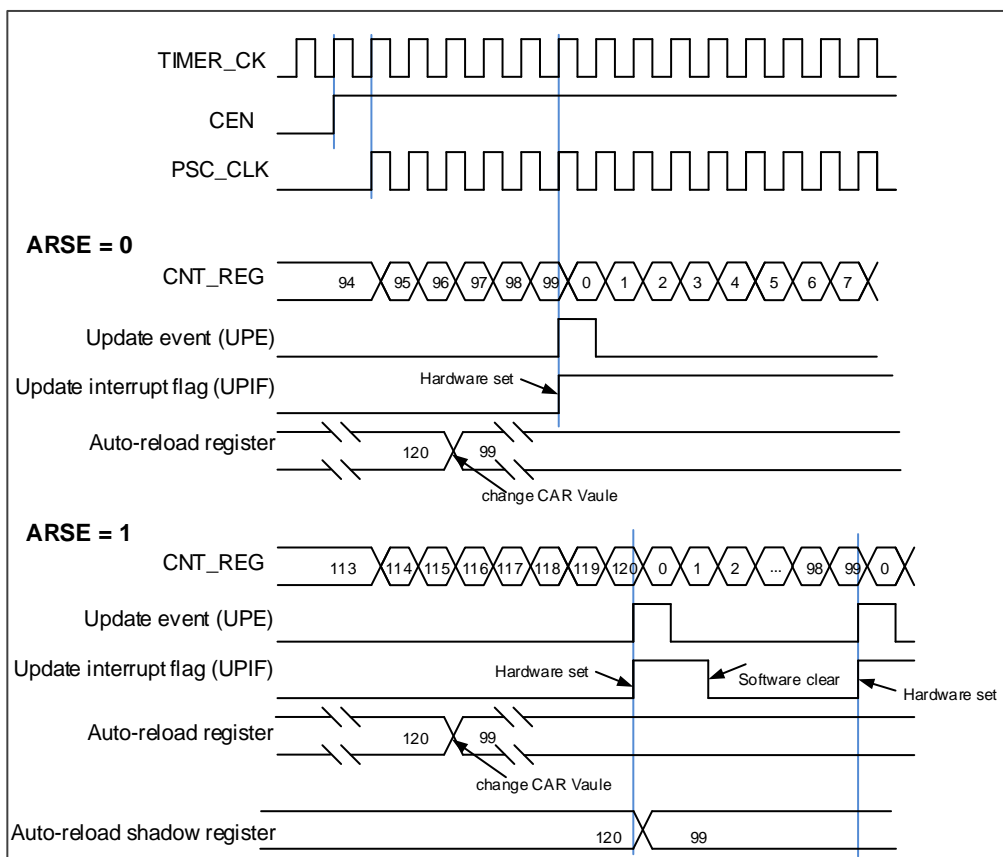 TIMER_CK
CEN
PSC_CLK
ARSE = 0
CNT_REG 94 95 96 97 98 99 0 1 2 3 4 5 6 7
Update event (UPE)
Update interrupt flag (UPIF) Hardware set
Auto-reload register 120 99
change CAR Vaule
ARSE = 1
CNT_REG 113 114 115 116 117 118 119 120 0 1 2 ... 98 99 0
Update event (UPE)
Update interrupt flag (UPIF) Hardware set Software clear Hardware set
Auto-reload register 120 99
change CAR Vaule
Auto-reload shadow register 120 99